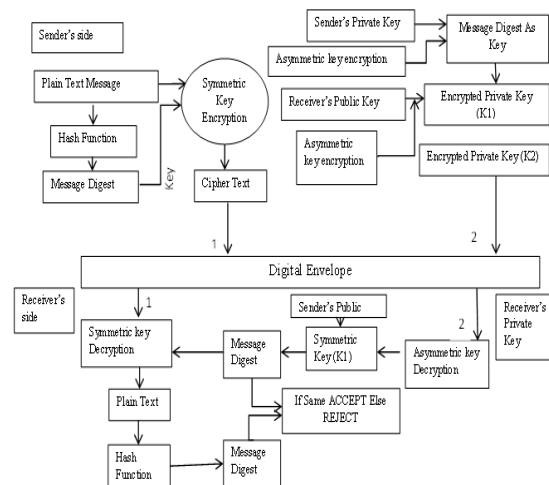 Sender's side
Plain Text Message
Hash Function
Message Digest
Key
Symmetric
Key
Encryption
Cipher Text
1
Sender's Private Key
Asymmetric key encryption
Message Digest As
Key
Receiver's Public Key
Encrypted Private Key
(K1)
Asymmetric
key encryption
Encrypted Private Key (K2)
2
Digital Envelope
Receiver's
side
1
Symmetric key
Decryption
Plain Text
Hash
Function
Message
Digest
Message
Digest
Sender's Public
Symmetric
Key (K1)
2
Asymmetric key
Decryption
Receiver's
Private
Key
If Same ACCEPT Else
REJECT